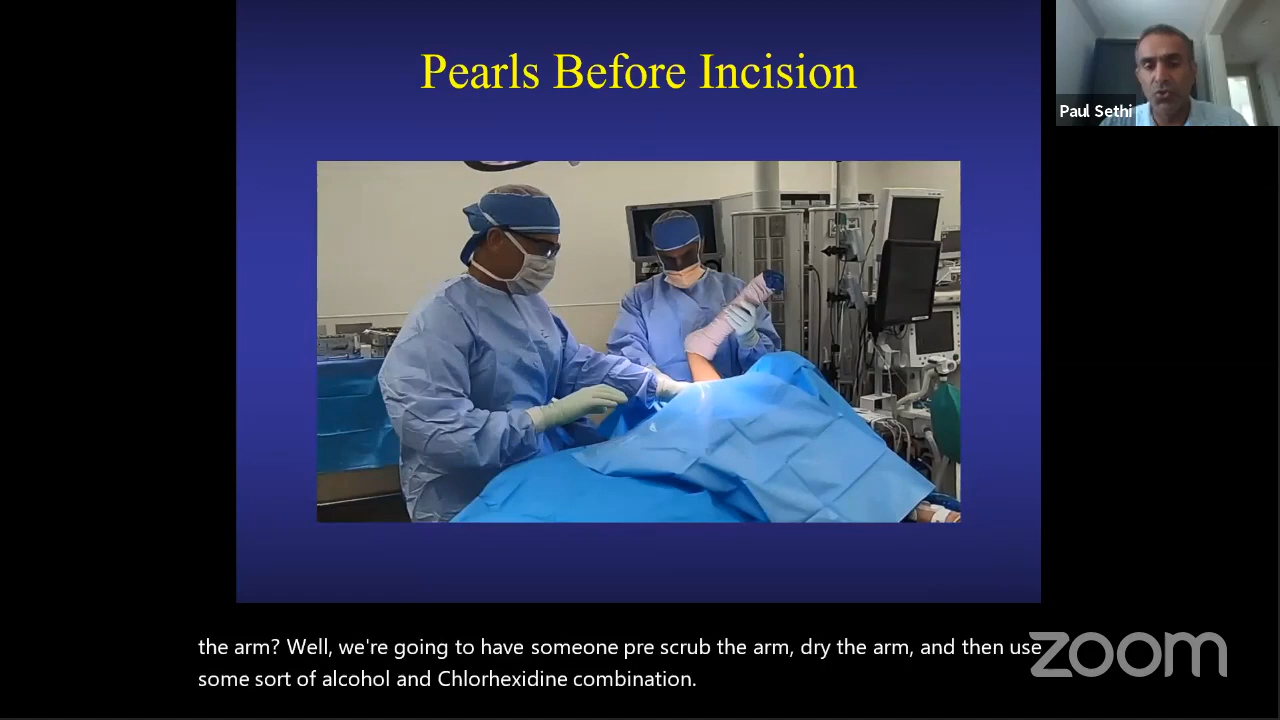 Pearls Before Incision
Paul Sethi
the arm? Well, we're going to have someone pre scrub the arm, dry the arm, and then use
some sort of alcohol and Chlorhexidine combination.
zoom